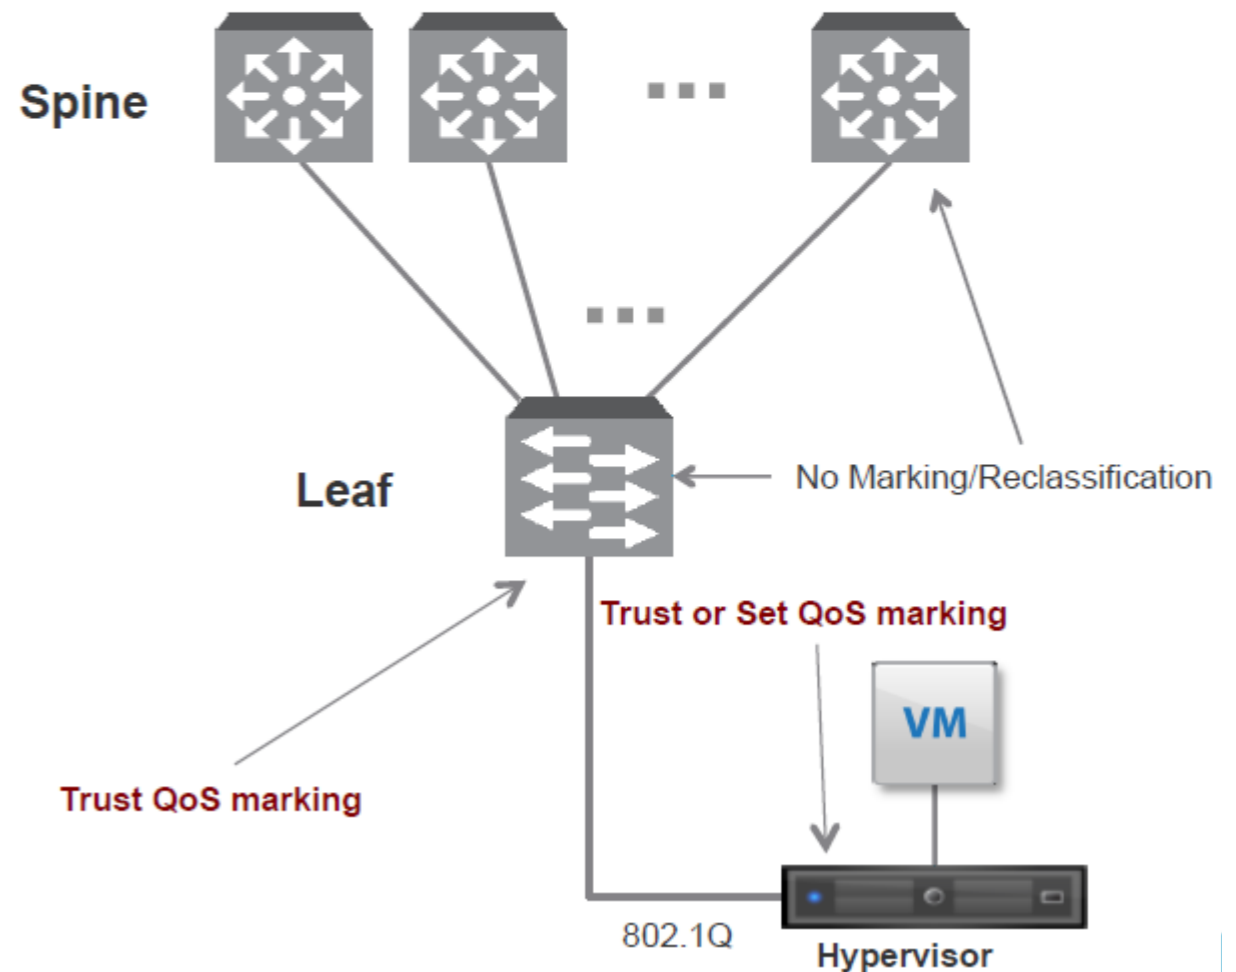 Spine
Leaf
No Marking/Reclassification
Trust or Set QoS marking
VM
Trust QoS marking
802.1Q
Hypervisor